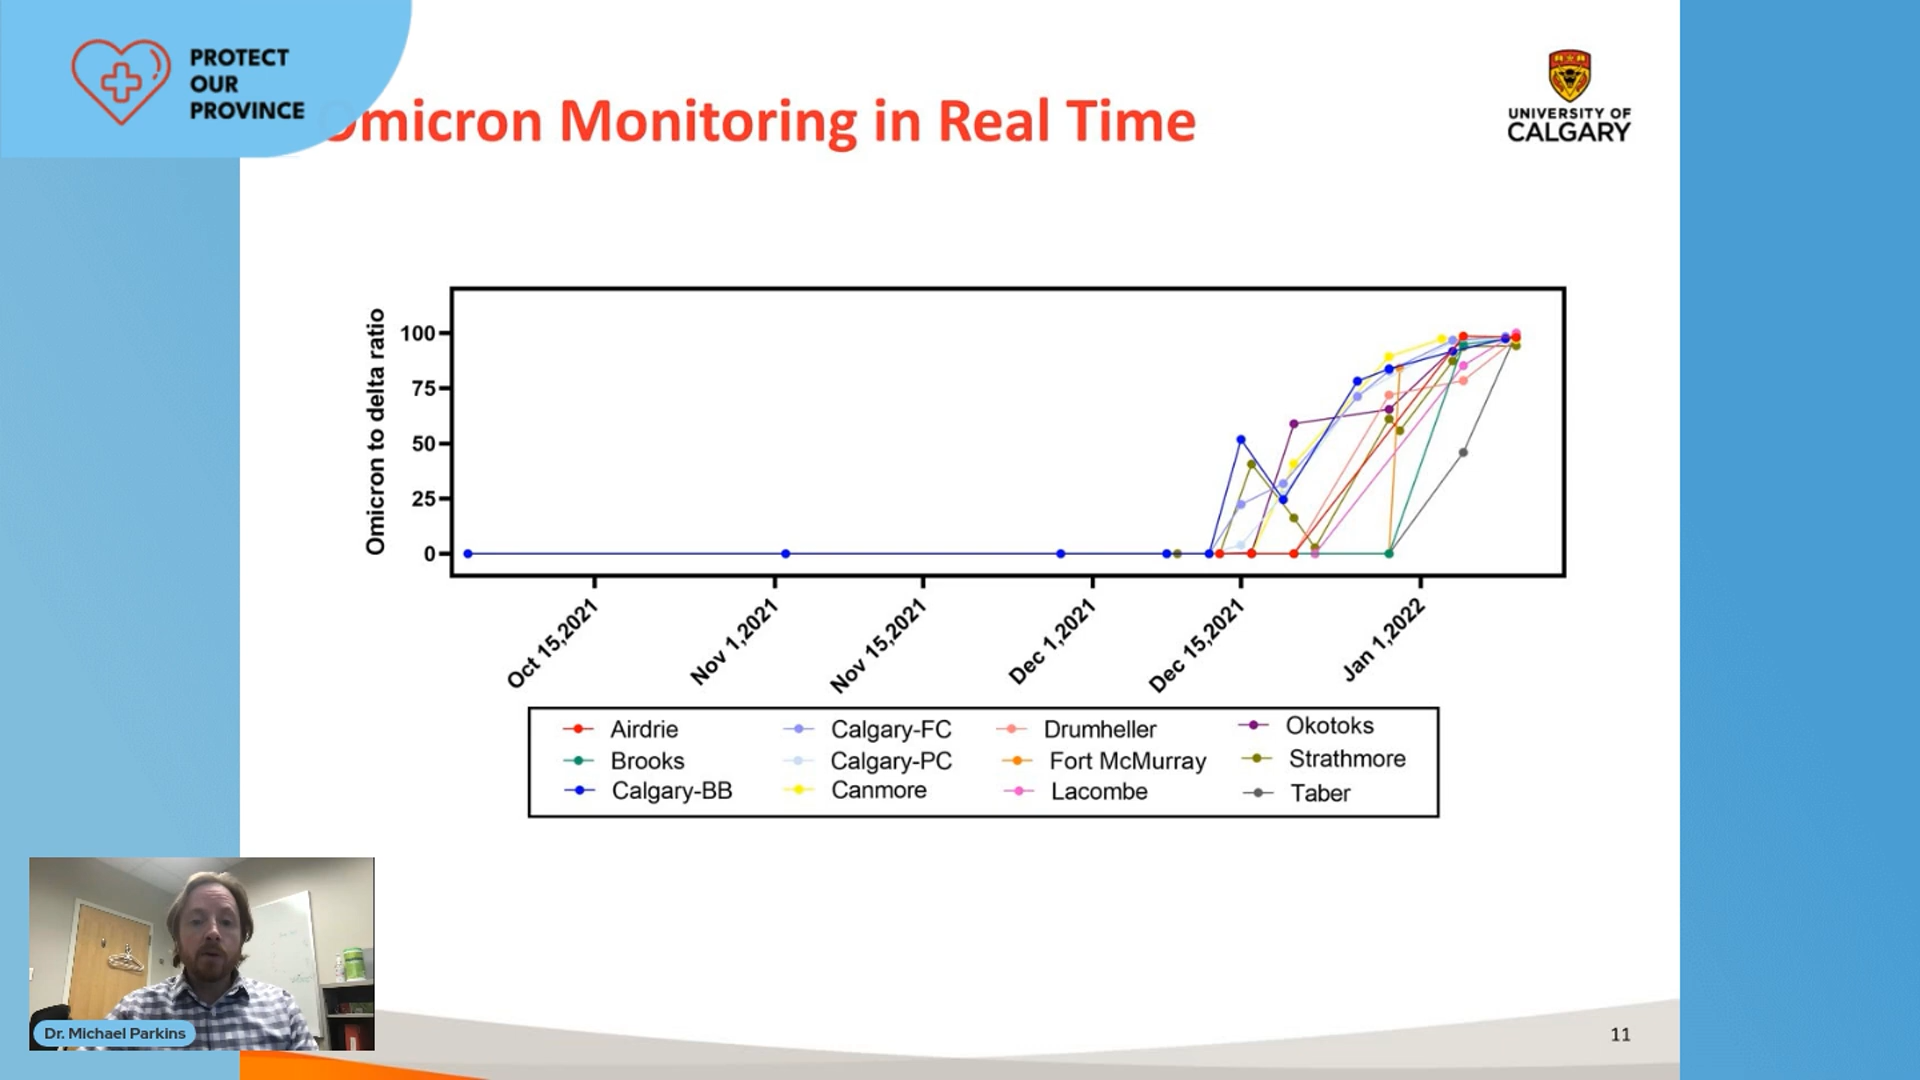 PROTECT
OUR
PROVINCE
Omicron Monitoring in Real Time
UNIVERSITY OF
CALGARY
Omicron to delta ratio
100
75
50
25
0
Oct 15,2021
Nov 1,2021
Nov 15,2021
Dec 1,2021
Dec 15,2021
Jan 1,2022
Airdrie
Brooks
Calgary-BB
Calgary-FC
Calgary-PC
Canmore
Drumheller
Fort McMurray
Lacombe
Okotoks
Strathmore
Taber
Dr. Michael Parkins
11